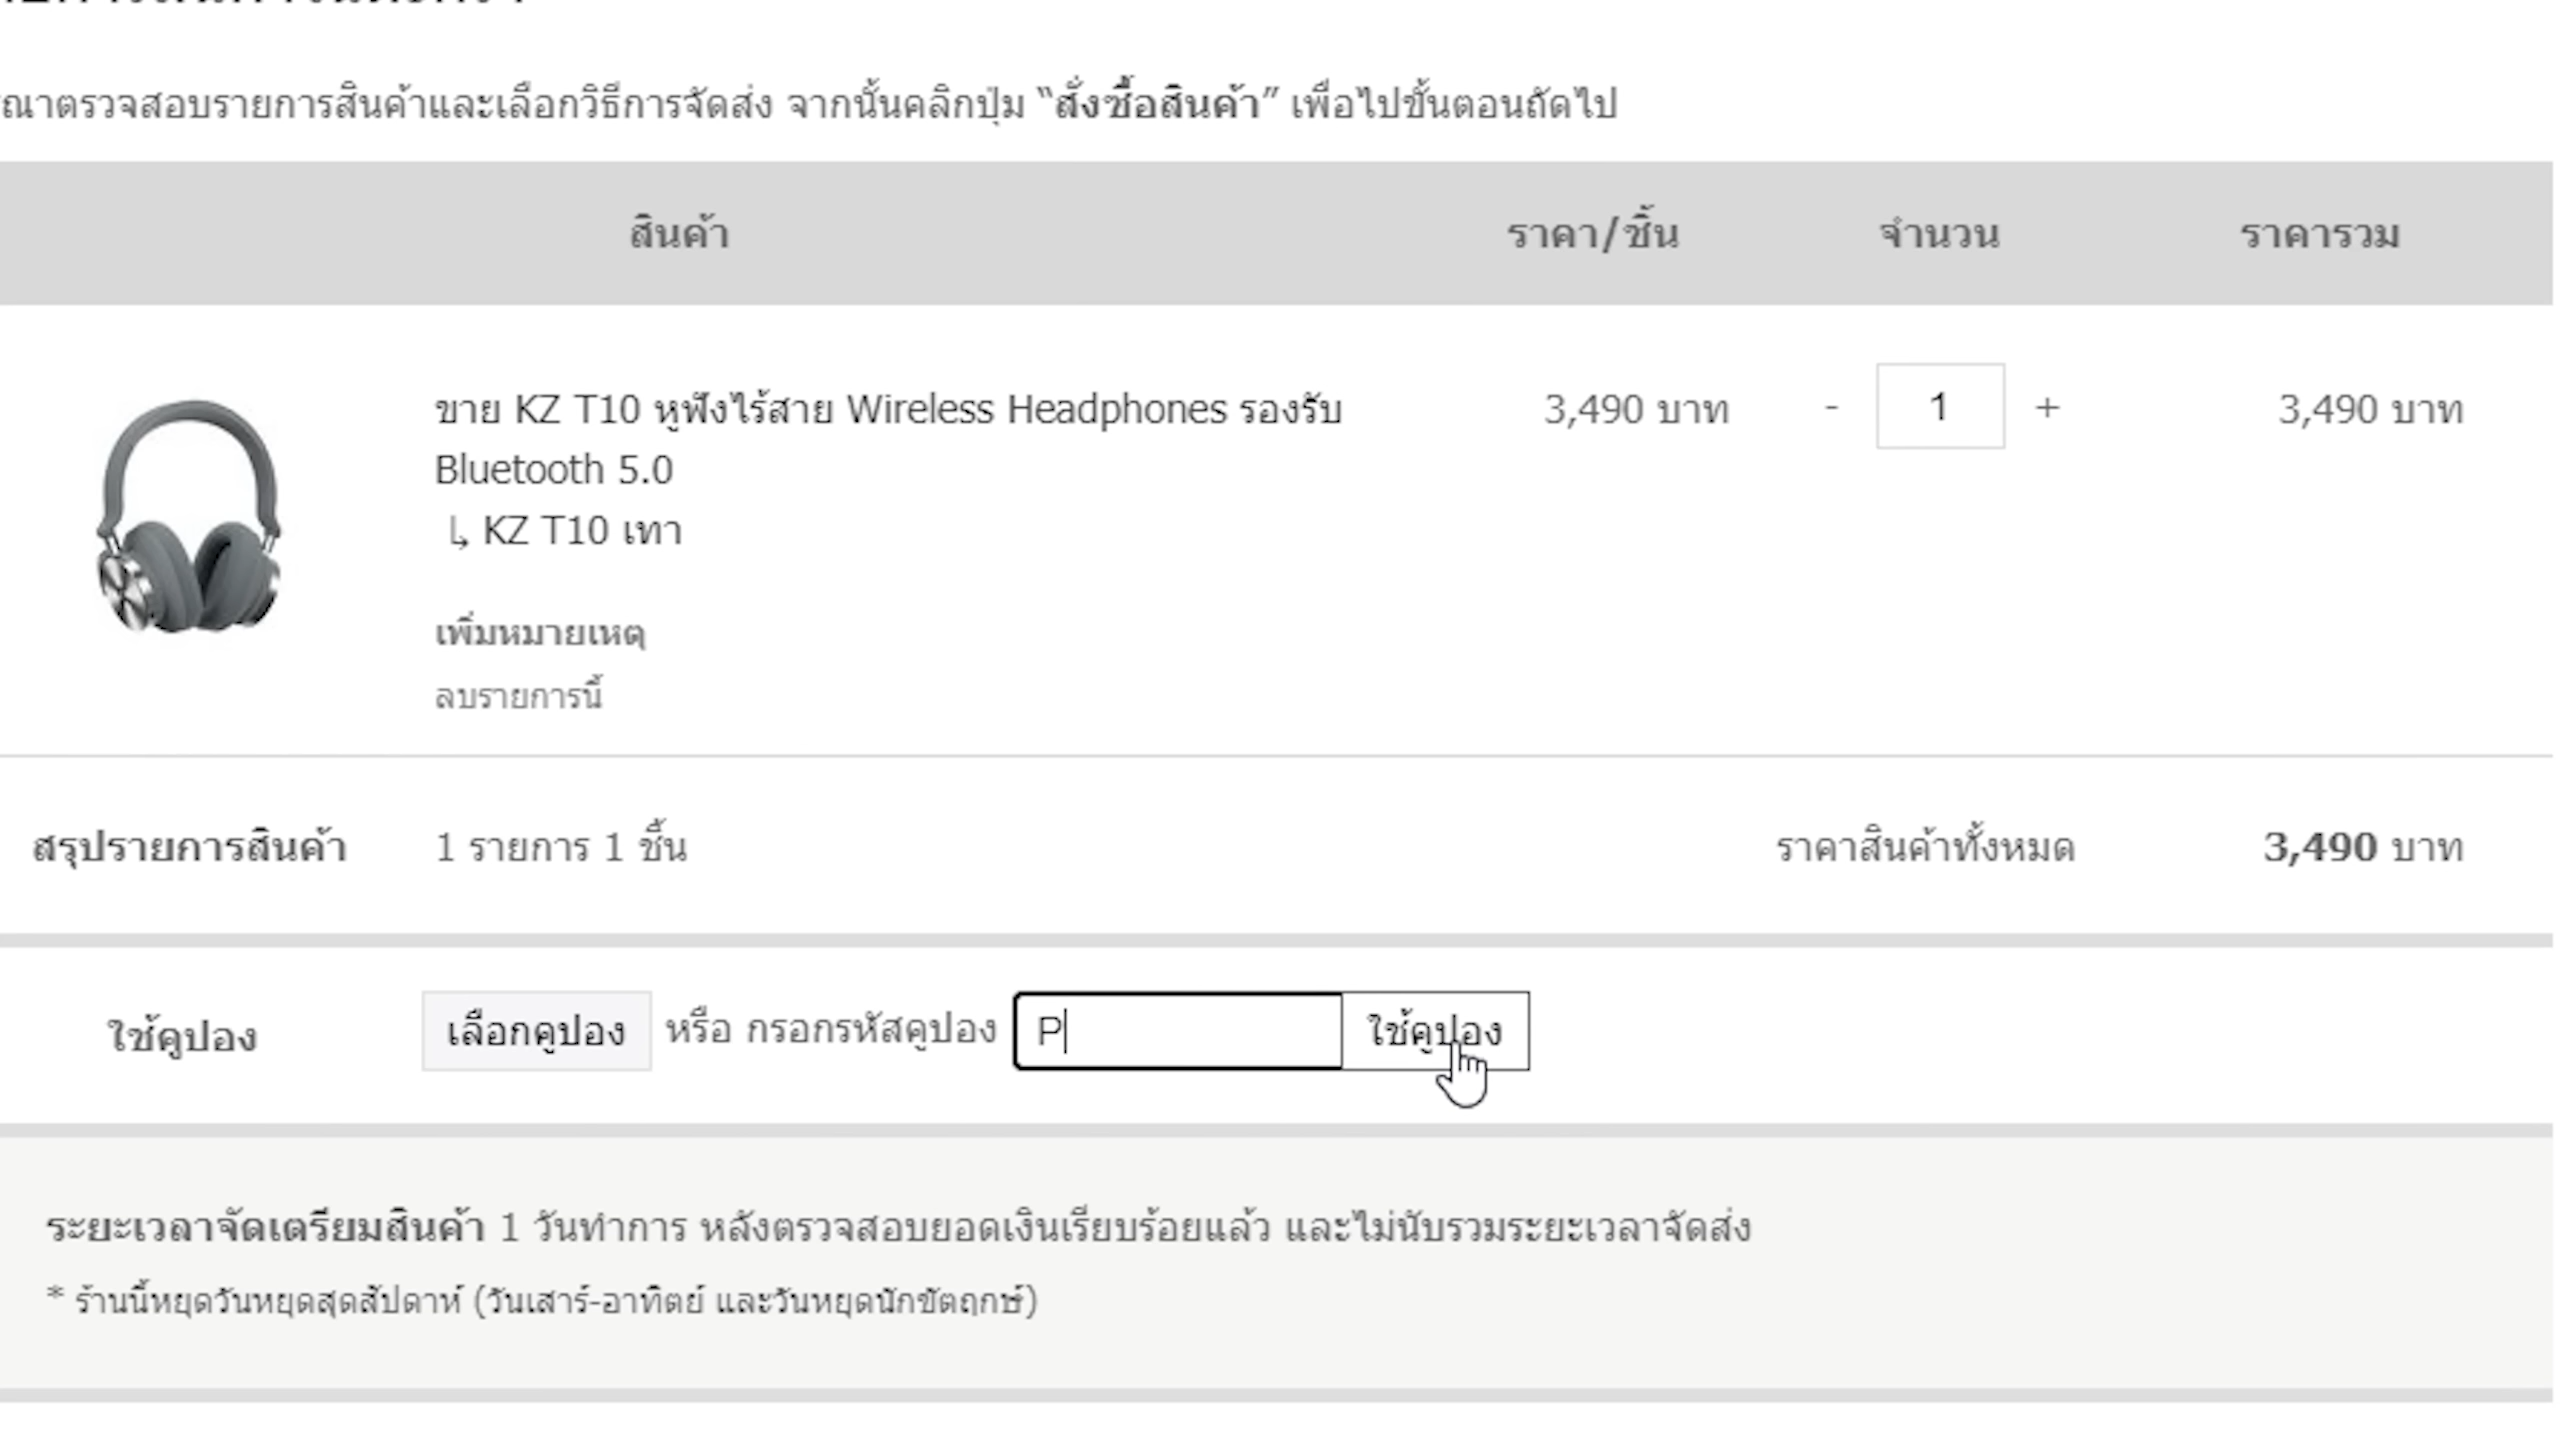 ณาตรวจสอบรายการสินค้าและเลือกวิธีการจัดส่ง จากนั้นคลิกปุ่ม “สั่งซื้อสินค้า” เพื่อไปขั้นตอนถัดไป
สินค้า ราคา/ชิ้น จำนวน ราคารวม
ขาย KZ T10 หูฟังไร้สาย Wireless Headphones รองรับ 3,490 บาท - 1 + 3,490 บาท
Bluetooth 5.0
↳ KZ T10 เทา
เพิ่มหมายเหตุ
ลบรายการนี้
สรุปรายการสินค้า 1 รายการ 1 ชิ้น ราคาสินค้าทั้งหมด 3,490 บาท
ใช้คูปอง เลือกคูปอง หรือ กรอกรหัสคูปอง P ใช้คูปอง
ระยะเวลาจัดเตรียมสินค้า 1 วันทำการ หลังตรวจสอบยอดเงินเรียบร้อยแล้ว และไม่นับรวมระยะเวลาจัดส่ง
* ร้านนี้หยุดวันหยุดสุดสัปดาห์ (วันเสาร์-อาทิตย์ และวันหยุดนักขัตฤกษ์)